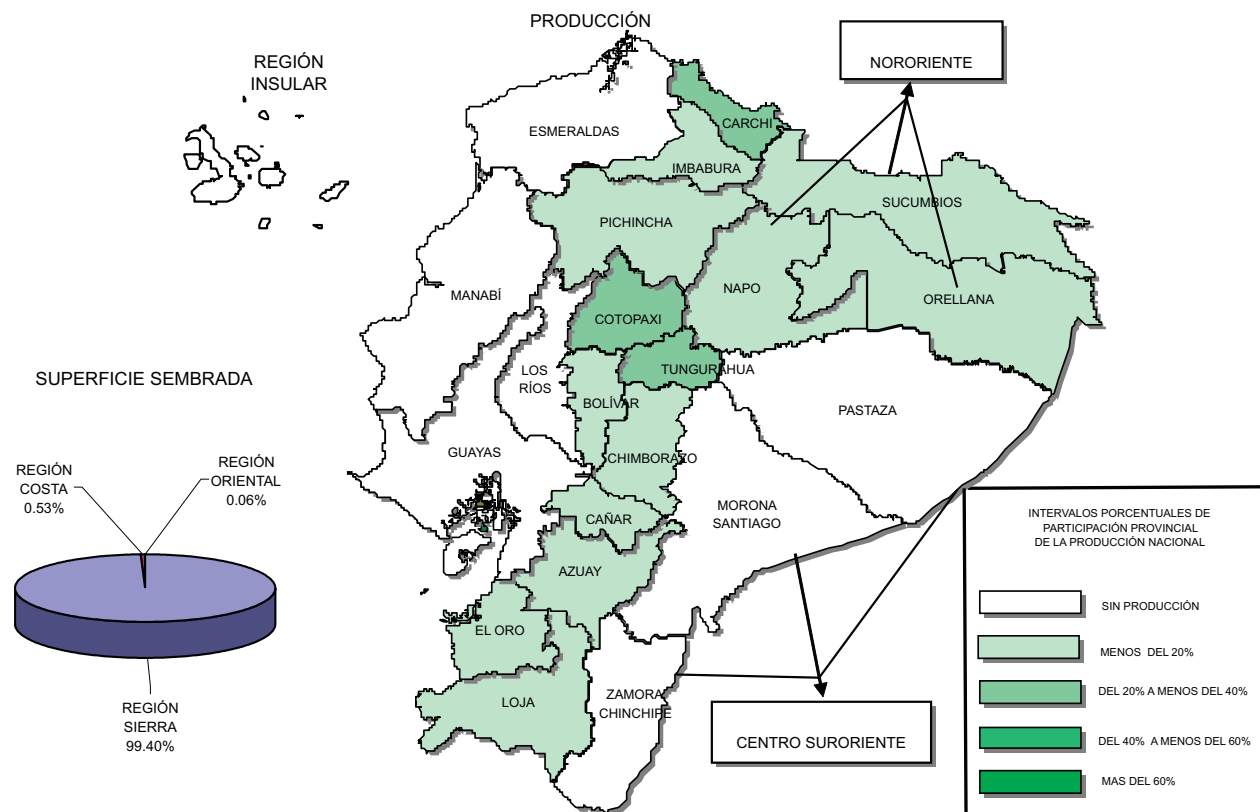 PRODUCCIÓN
REGIÓN
INSULAR
NORORIENTE
ESMERALDAS
CARCHI
IMBABURA
SUCUMBIOS
PICHINCHA
MANABÍ
NAPO
ORELLANA
COTOPAXI
SUPERFICIE SEMBRADA
LOS
RÍOS
TUNGURAHUA
BOLÍVAR
PASTAZA
GUAYAS
CHIMBORAZO
REGIÓN
COSTA
0.53%
REGIÓN
ORIENTAL
0.06%
MORONA
SANTIAGO
CAÑAR
AZUAY
EL ORO
LOJA
ZAMORA
CHINCHIPE
REGIÓN
SIERRA
99.40%
CENTRO SURORIENTE
INTERVALOS PORCENTUALES DE
PARTICIPACIÓN PROVINCIAL
DE LA PRODUCCIÓN NACIONAL
SIN PRODUCCIÓN
MENOS DEL 20%
DEL 20% A MENOS DEL 40%
DEL 40% A MENOS DEL 60%
MAS DEL 60%